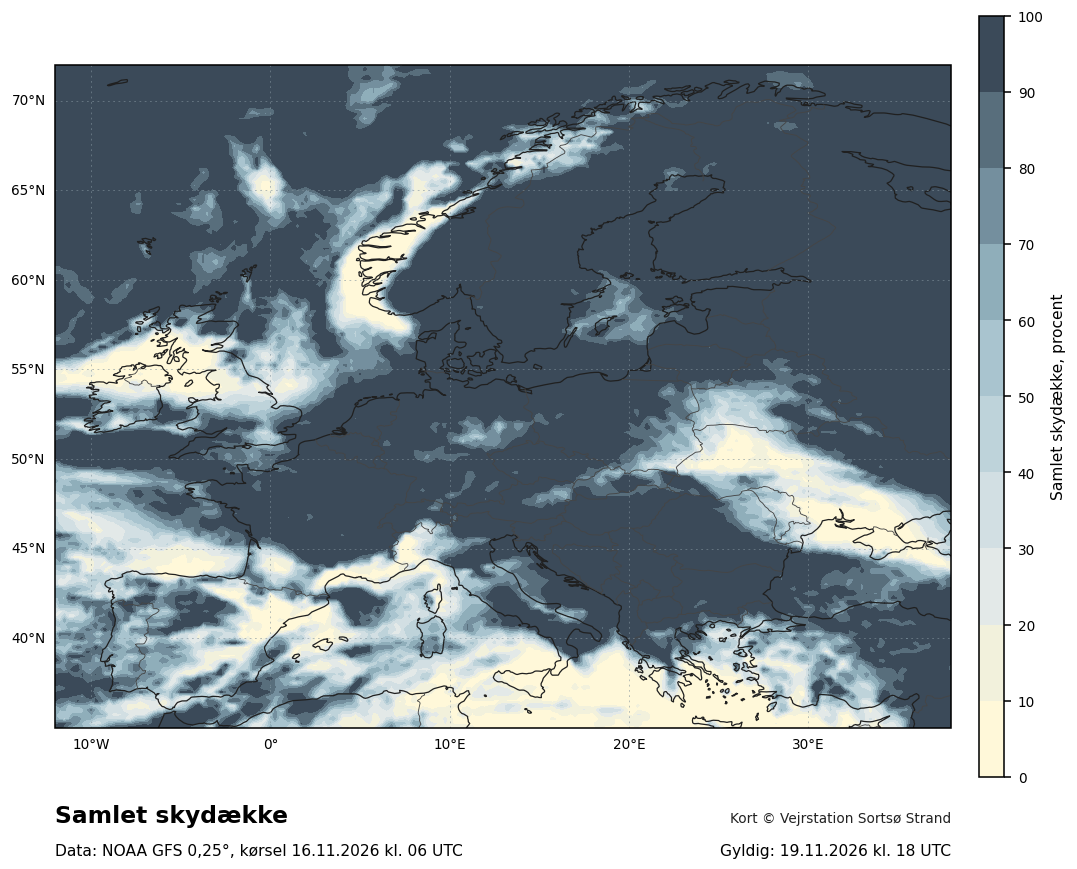 70°N
65°N
60°N
55°N
50°N
45°N
40°N
10°W
0°
10°E
20°E
30°E
100
90
80
70
60
50
40
30
20
10
0
Samlet skydække, procent
Samlet skydække
Kort © Vejrstation Sortsø Strand
Data: NOAA GFS 0,25°, kørsel 16.11.2026 kl. 06 UTC
Gyldig: 19.11.2026 kl. 18 UTC